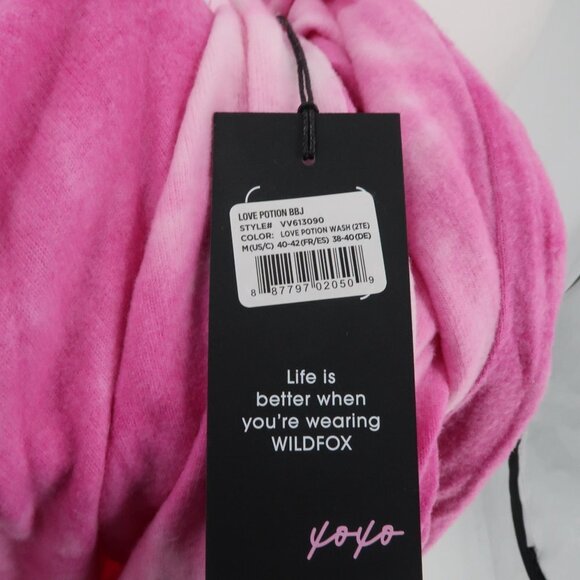 LOVE POTION BBJ
STYLE# VV613090
COLOR: LOVE POTION WASH (2TE)
M(US/C) 40-42(FR/ES) 38-40(DE)
8 87797 02050 9
Life is
better when
you're wearing
WILDFOX
xoxo